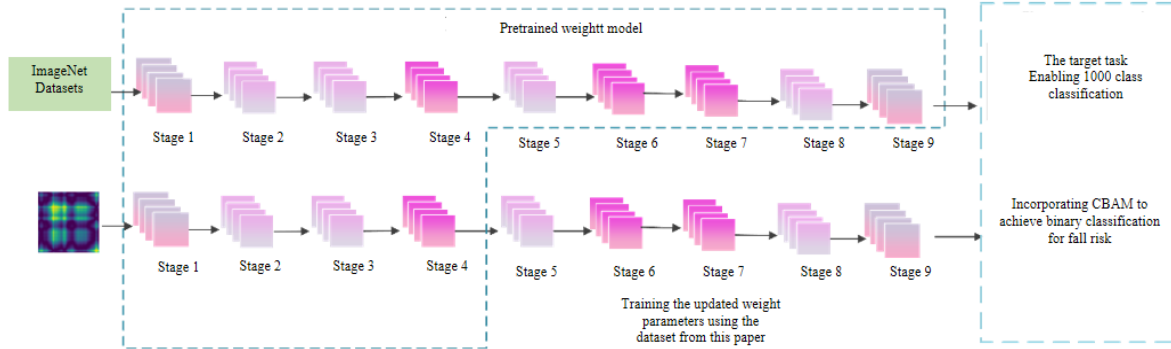 Pretrained weightt model
ImageNet
Datasets
The target task
Enabling 1000 class
classification
Stage 1
Stage 2
Stage 3
Stage 4
Stage 5
Stage 6
Stage 7
Stage 8
Stage 9
Incorporating CBAM to
achieve binary classification
for fall risk
Stage 1
Stage 2
Stage 3
Stage 4
Stage 5
Stage 6
Stage 7
Stage 8
Stage 9
Training the updated weight
parameters using the
dataset from this paper